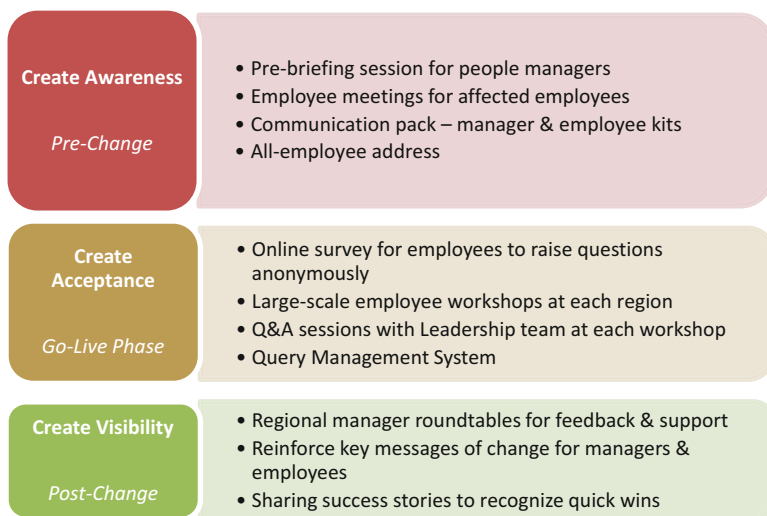 Create Awareness
Pre-Change
• Pre-briefing session for people managers
• Employee meetings for affected employees
• Communication pack – manager & employee kits
• All-employee address
Create
Acceptance
Go-Live Phase
• Online survey for employees to raise questions
anonymously
• Large-scale employee workshops at each region
• Q&A sessions with Leadership team at each workshop
• Query Management System
Create Visibility
Post-Change
• Regional manager roundtables for feedback & support
• Reinforce key messages of change for managers &
employees
• Sharing success stories to recognize quick wins